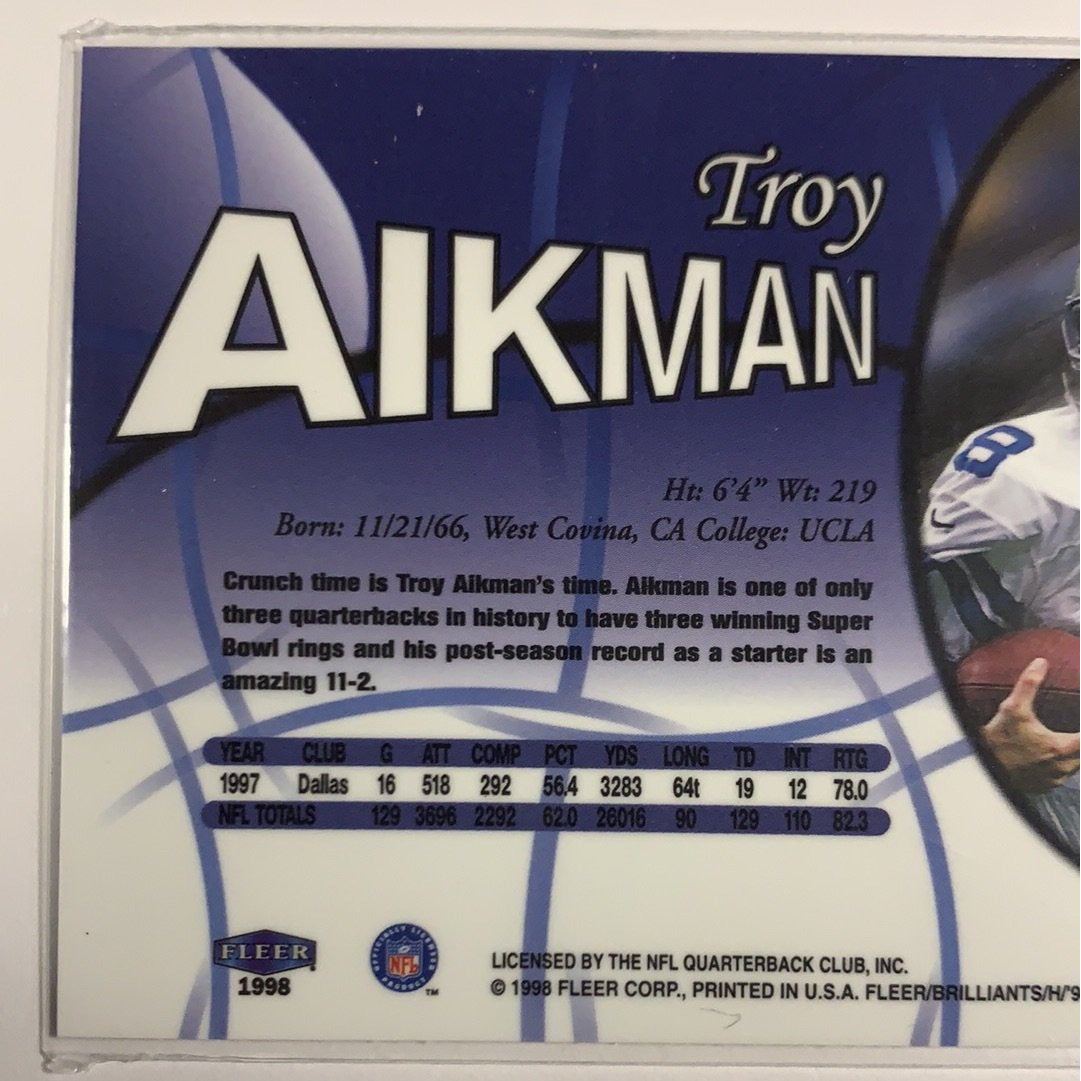 Troy
AIKMAN
Ht: 6'4" Wt: 219
Born: 11/21/66, West Covina, CA College: UCLA
Crunch time is Troy Aikman's time. Aikman is one of only
three quarterbacks in history to have three winning Super
Bowl rings and his post-season record as a starter is an
amazing 11-2.
YEAR CLUB G ATT COMP PCT YDS LONG TD INT RTG
1997 Dallas 16 518 292 56.4 3283 64t 19 12 78.0
NFL TOTALS 129 3696 2292 62.0 26016 90 129 110 82.3
8
FLEER
1998
OFFICIALLY LICENSED
NFL
PRODUCT
TM
LICENSED BY THE NFL QUARTERBACK CLUB, INC.
© 1998 FLEER CORP., PRINTED IN U.S.A. FLEER/BRILLIANTS/H/'9